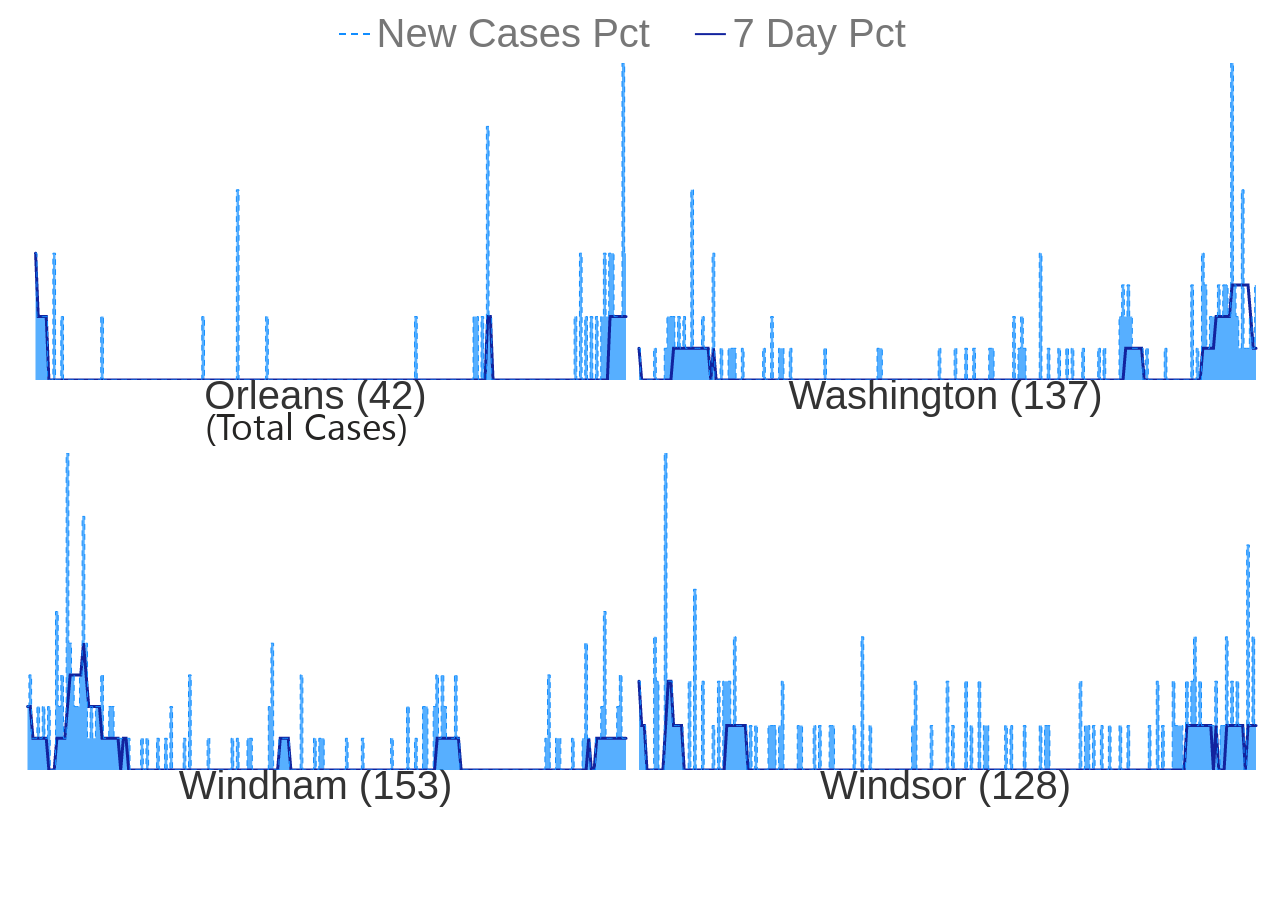 New Cases Pct 7 Day Pct
Orleans (42)
(Total Cases)
Washington (137)
Windham (153)
Windsor (128)